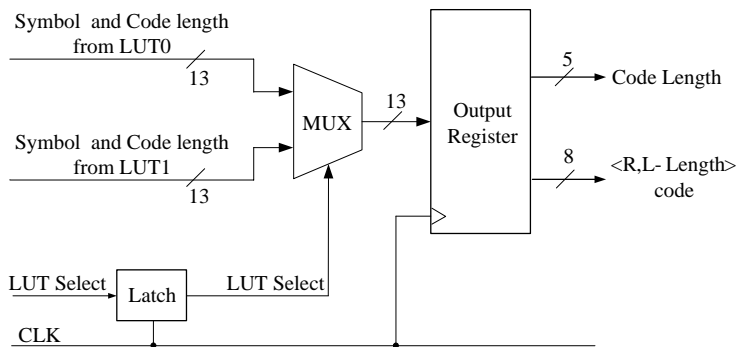 Symbol and Code length
from LUT0
13
Symbol and Code length
from LUT1
13
MUX
13
Output
Register
5
Code Length
8
<R,L- Length>
code
LUT Select
Latch
LUT Select
CLK